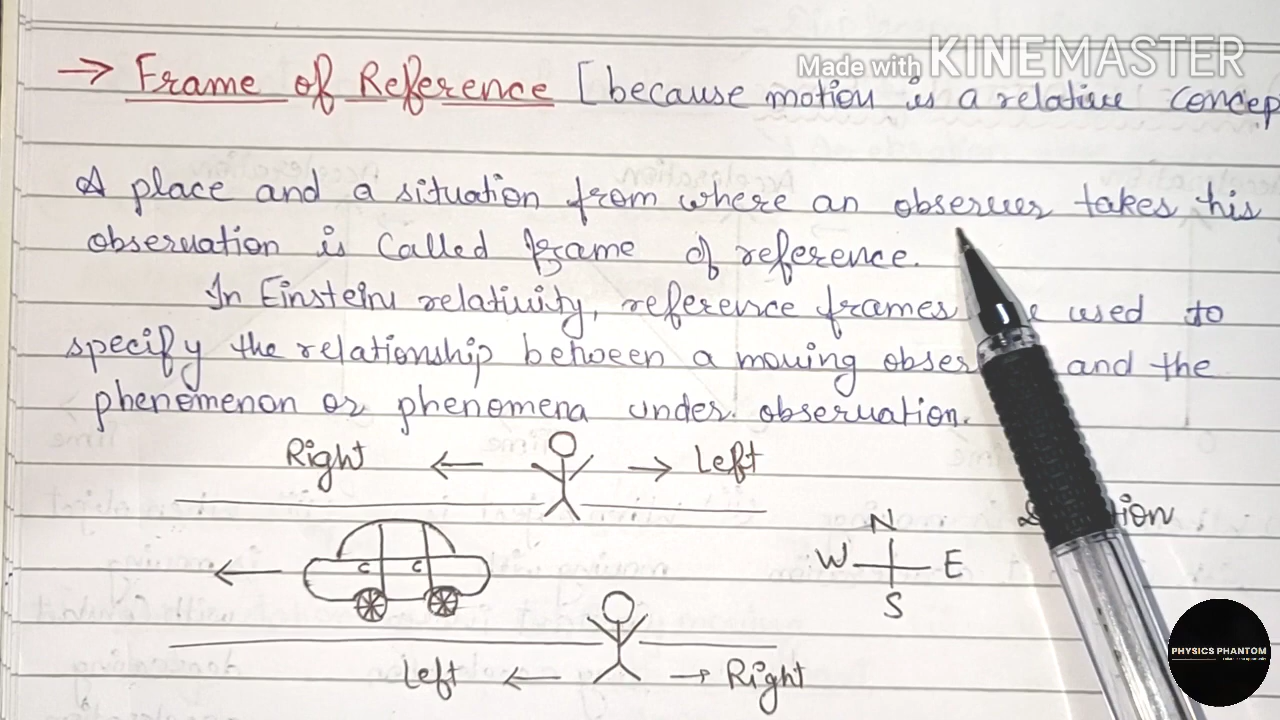 Made with KINEMASTER
→ Frame of Reference [because motion is a relative concep
A place and a situation from where an observer takes his
observation is called frame of reference.
In Einstein relativity, reference frames used to
specify the relationship between a moving obser and the
phenomenon or phenomena under observation.
Right ← → Left
N
W E
S
←
C C
Left ← → Right
PHYSICS PHANTOM